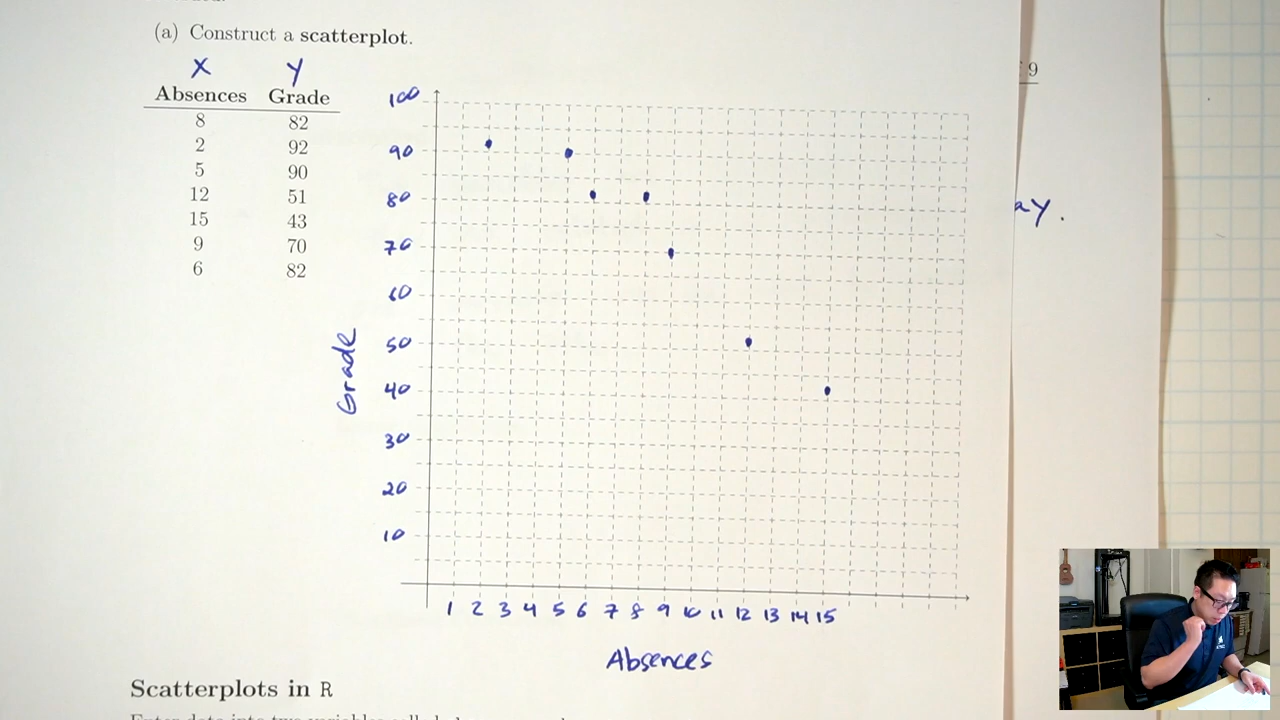 (a) Construct a scatterplot.
X Y
Absences Grade
8 82
2 92
5 90
12 51
15 43
9 70
6 82
100
90
80
70
60
50
40
30
20
10
Grade
1 2 3 4 5 6 7 8 9 10 11 12 13 14 15
Absences
9
ay.
Scatterplots in R